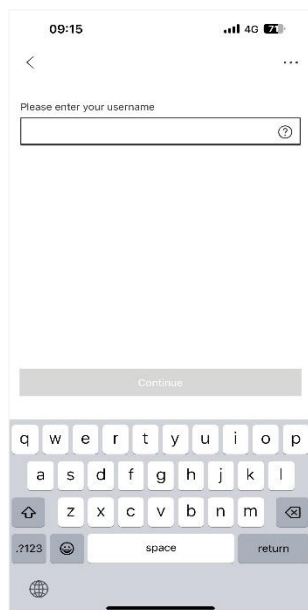 09:15 4G 71
Please enter your username
Continue
q w e r t y u i o p
a s d f g h j k l
z x c v b n m
.?123 space return